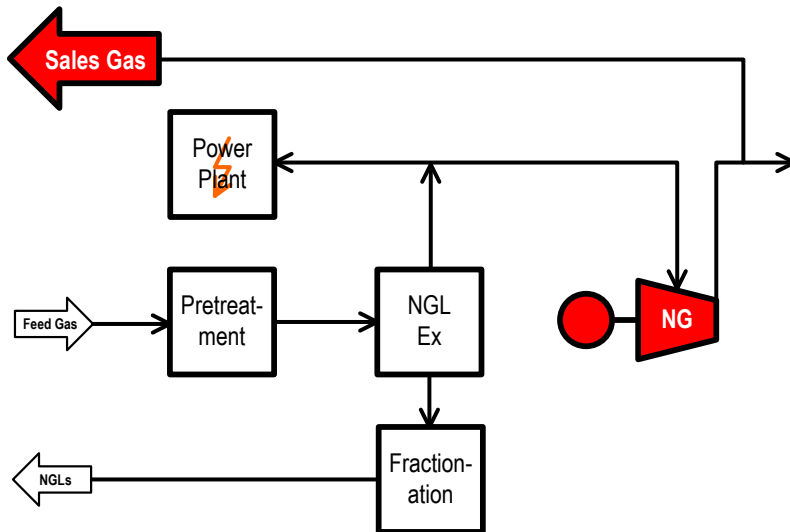 Sales Gas
Power
Plant
Feed Gas
Pretreat-
ment
NGL
Ex
NG
NGLs
Fraction-
ation